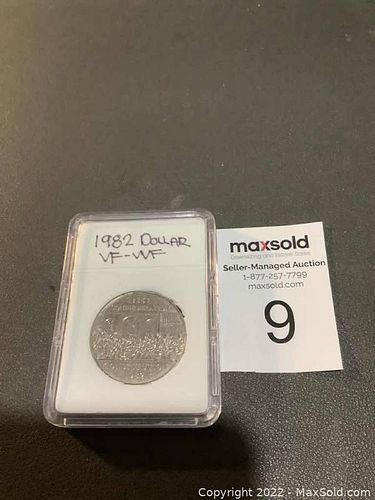 1982 DOLLAR
VF-VVF
maxsold
Downsizing and Estate Sales
Seller-Managed Auction
1-877-257-7799
maxsold.com
9
Copyright 2022 - MaxSold.com